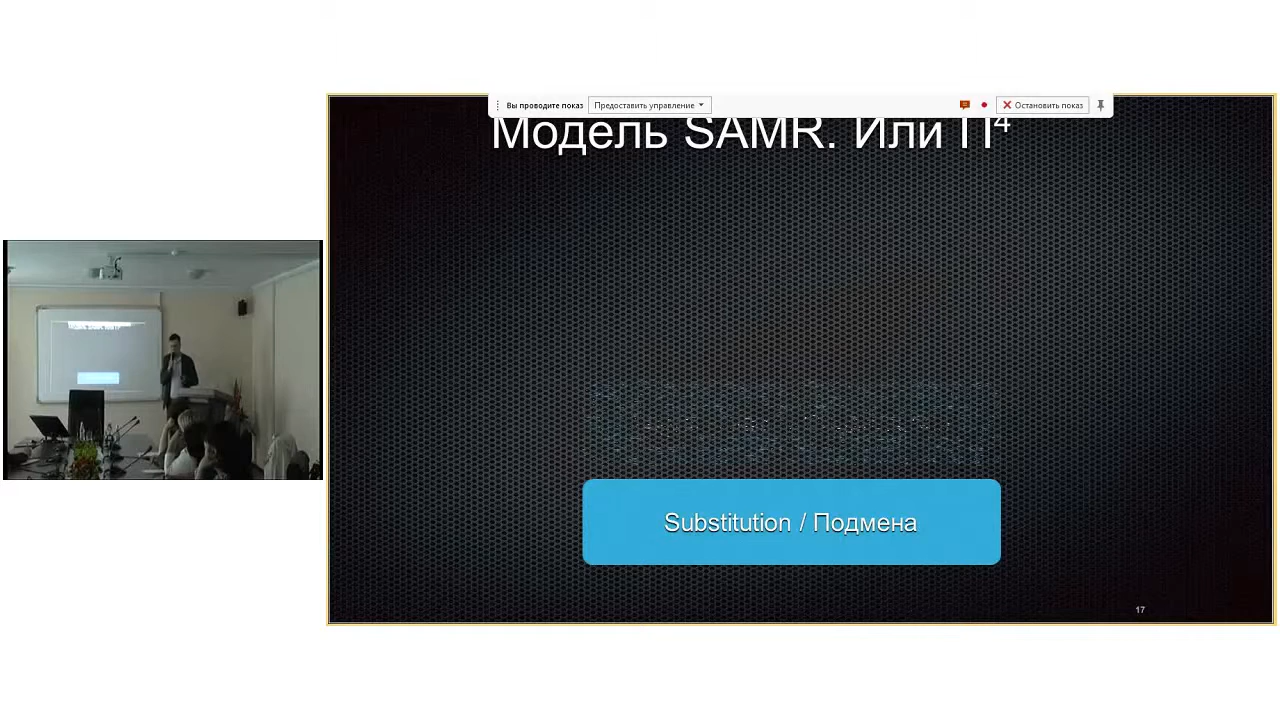 Вы проводите показ
Предоставить управление
Остановить показ
Модель SAMR. Или П⁴
Substitution / Подмена
17